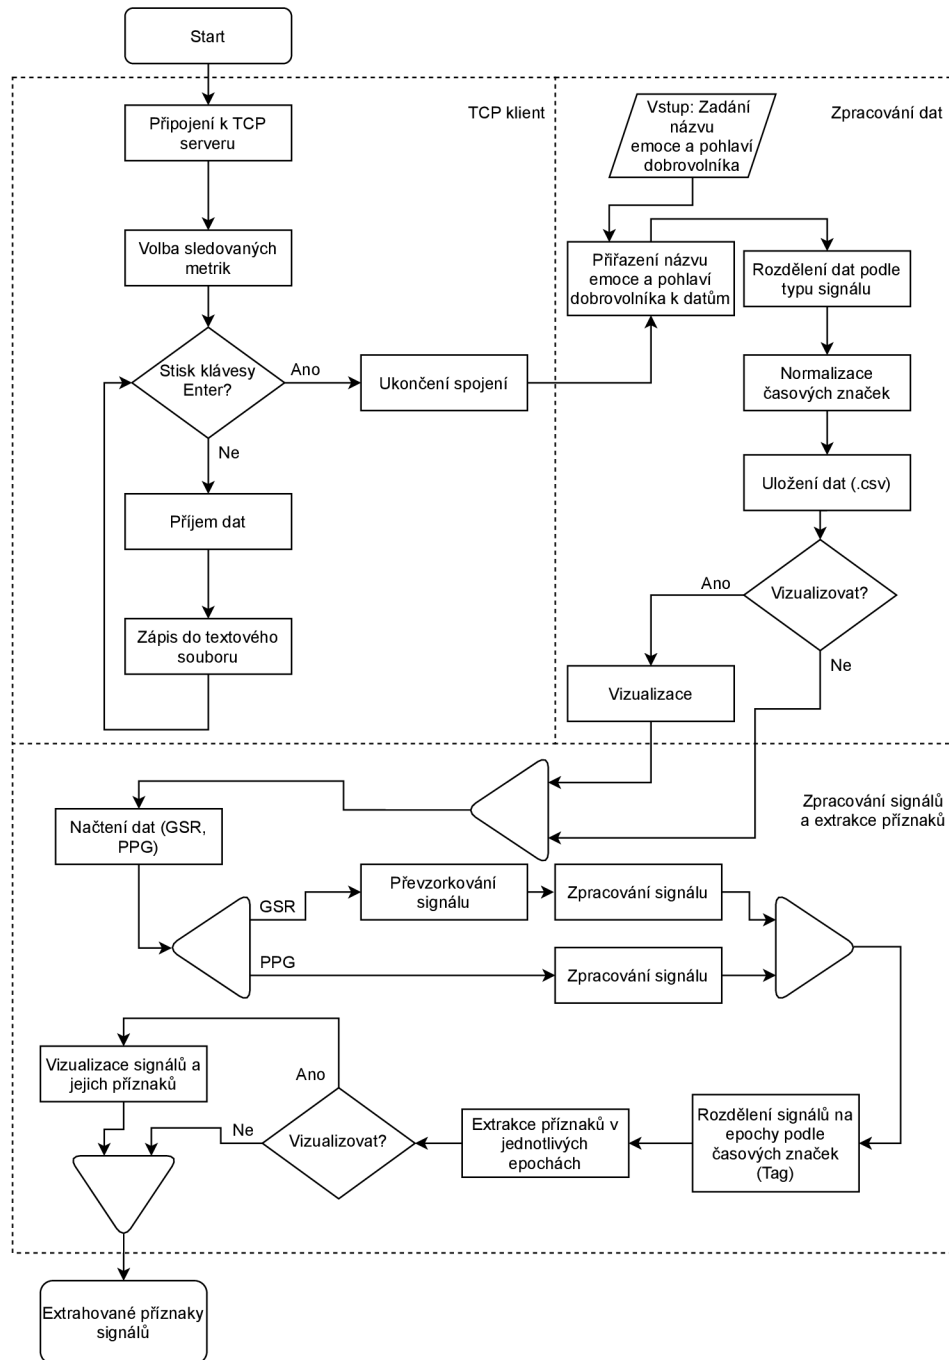 Start
TCP klient
Připojení k TCP
serveru
Volba sledovaných
metrik
Stisk klávesy
Enter?
Ano
Ukončení spojení
Ne
Příjem dat
Zápis do textového
souboru
Zpracování dat
Vstup: Zadání
názvu
emoce a pohlaví
dobrovolníka
Přiřazení názvu
emoce a pohlaví
dobrovolníka k datům
Rozdělení dat podle
typu signálu
Normalizace
časových značek
Uložení dat (.csv)
Vizualizovat?
Ano
Ne
Vizualizace
Zpracování signálů
a extrakce příznaků
Načtení dat (GSR,
PPG)
GSR
Převzorkování
signálu
Zpracování signálu
PPG
Zpracování signálu
Rozdělení signálů na
epochy podle
časových značek
(Tag)
Extrakce příznaků v
jednotlivých
epochách
Vizualizovat?
Ano
Ne
Vizualizace signálů a
jejich příznaků
Extrahované příznaky
signálů